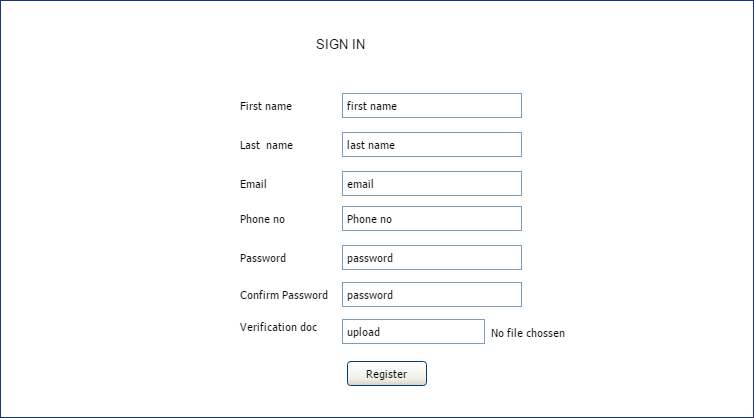 SIGN IN
First name first name
Last  name last name
Email email
Phone no Phone no
Password password
Confirm Password password
Verification doc upload No file chossen
Register